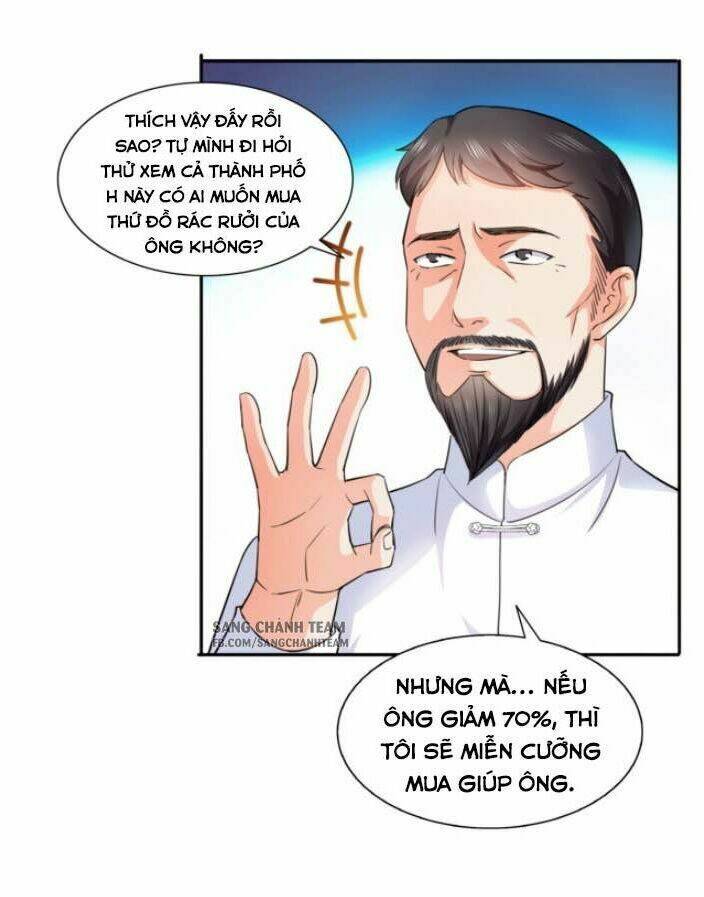 THÍCH VẬY ĐẤY RỒI
SAO? TỰ MÌNH ĐI HỎI
THỬ XEM CẢ THÀNH PHỐ
H NÀY CÓ AI MUỐN MUA
THỨ ĐỒ RÁC RƯỞI CỦA
ÔNG KHÔNG?
SANG CHẢNH TEAM
FB.COM/SANGCHANHTEAM
NHƯNG MÀ... NẾU
ÔNG GIẢM 70%, THÌ
TÔI SẼ MIỄN CƯỠNG
MUA GIÚP ÔNG.